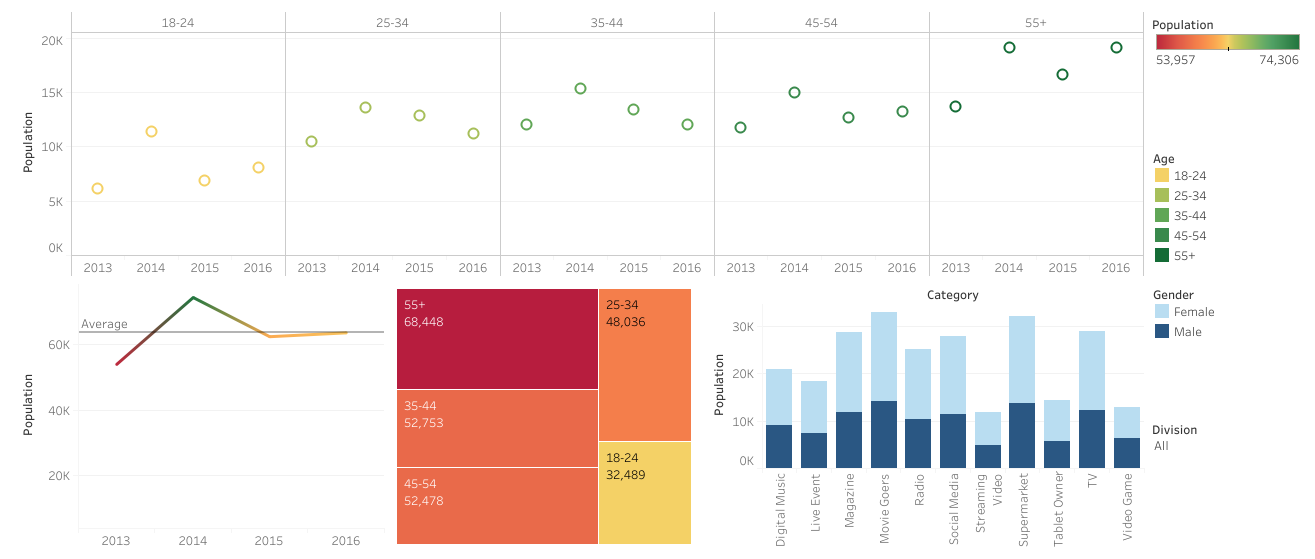 18-24 25-34 35-44 45-54 55+
Population
20K
15K
10K
5K
0K
2013 2014 2015 2016 2013 2014 2015 2016 2013 2014 2015 2016 2013 2014 2015 2016 2013 2014 2015 2016
Population
53,957 74,306
Age
18-24
25-34
35-44
45-54
55+
Population
60K
40K
20K
Average
2013 2014 2015 2016
55+
68,448
35-44
52,753
45-54
52,478
25-34
48,036
18-24
32,489
Category
Population
30K
20K
10K
0K
Digital Music
Live Event
Magazine
Movie Goers
Radio
Social Media
Streaming
Video
Supermarket
Tablet Owner
TV
Video Game
Gender
Female
Male
Division
All